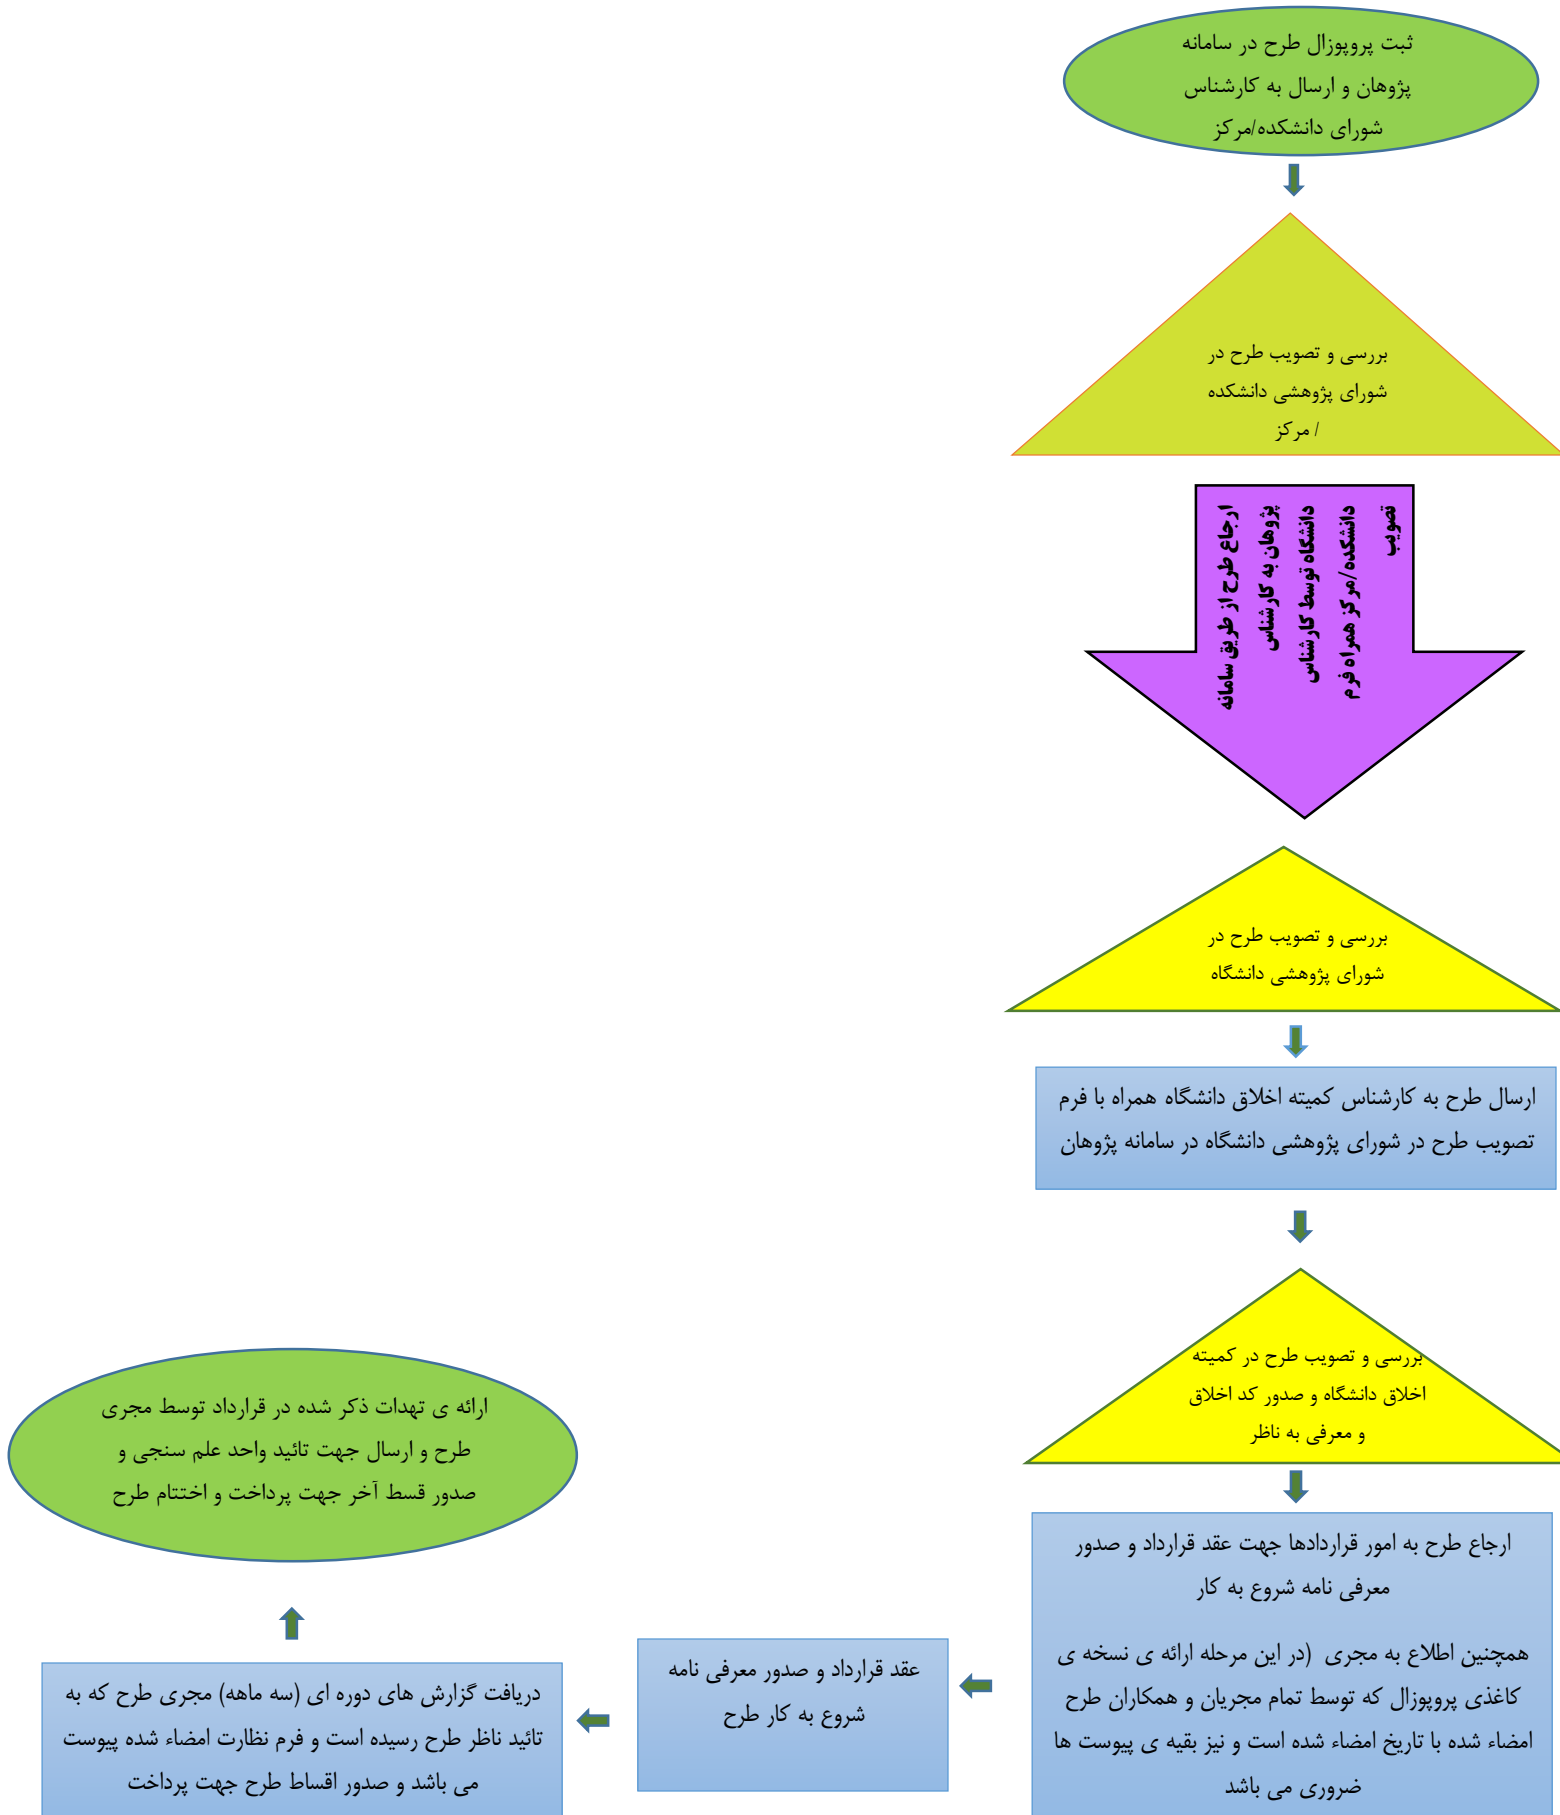 ثبت پروپوزال طرح در سامانه
پژوهان و ارسال به کارشناس
شورای دانشکده/مرکز
بررسی و تصویب طرح در
شورای پژوهشی دانشکده
/ مرکز
ارجاع طرح از طریق سامانه
پژوهان به کارشناس
دانشگاه توسط کارشناس
دانشکده/مرکز همراه فرم
تصویب
بررسی و تصویب طرح در
شورای پژوهشی دانشگاه
ارسال طرح به کارشناس کمیته اخلاق دانشگاه همراه با فرم
تصویب طرح در شورای پژوهشی دانشگاه در سامانه پژوهان
بررسی و تصویب طرح در کمیته
اخلاق دانشگاه و صدور کد اخلاق
و معرفی به ناظر
ارجاع طرح به امور قراردادها جهت عقد قرارداد و صدور
معرفی نامه شروع به کار
همچنین اطلاع به مجری (در این مرحله ارائه ی نسخه ی
کاغذی پروپوزال که توسط تمام مجریان و همکاران طرح
امضاء شده با تاریخ امضاء شده است و نیز بقیه ی پیوست ها
ضروری می باشد
عقد قرارداد و صدور معرفی نامه
شروع به کار طرح
دریافت گزارش های دوره ای (سه ماهه) مجری طرح که به
تائید ناظر طرح رسیده است و فرم نظارت امضاء شده پیوست
می باشد و صدور اقساط طرح جهت پرداخت
ارائه ی تهدات ذکر شده در قرارداد توسط مجری
طرح و ارسال جهت تائید واحد علم سنجی و
صدور قسط آخر جهت پرداخت و اختتام طرح